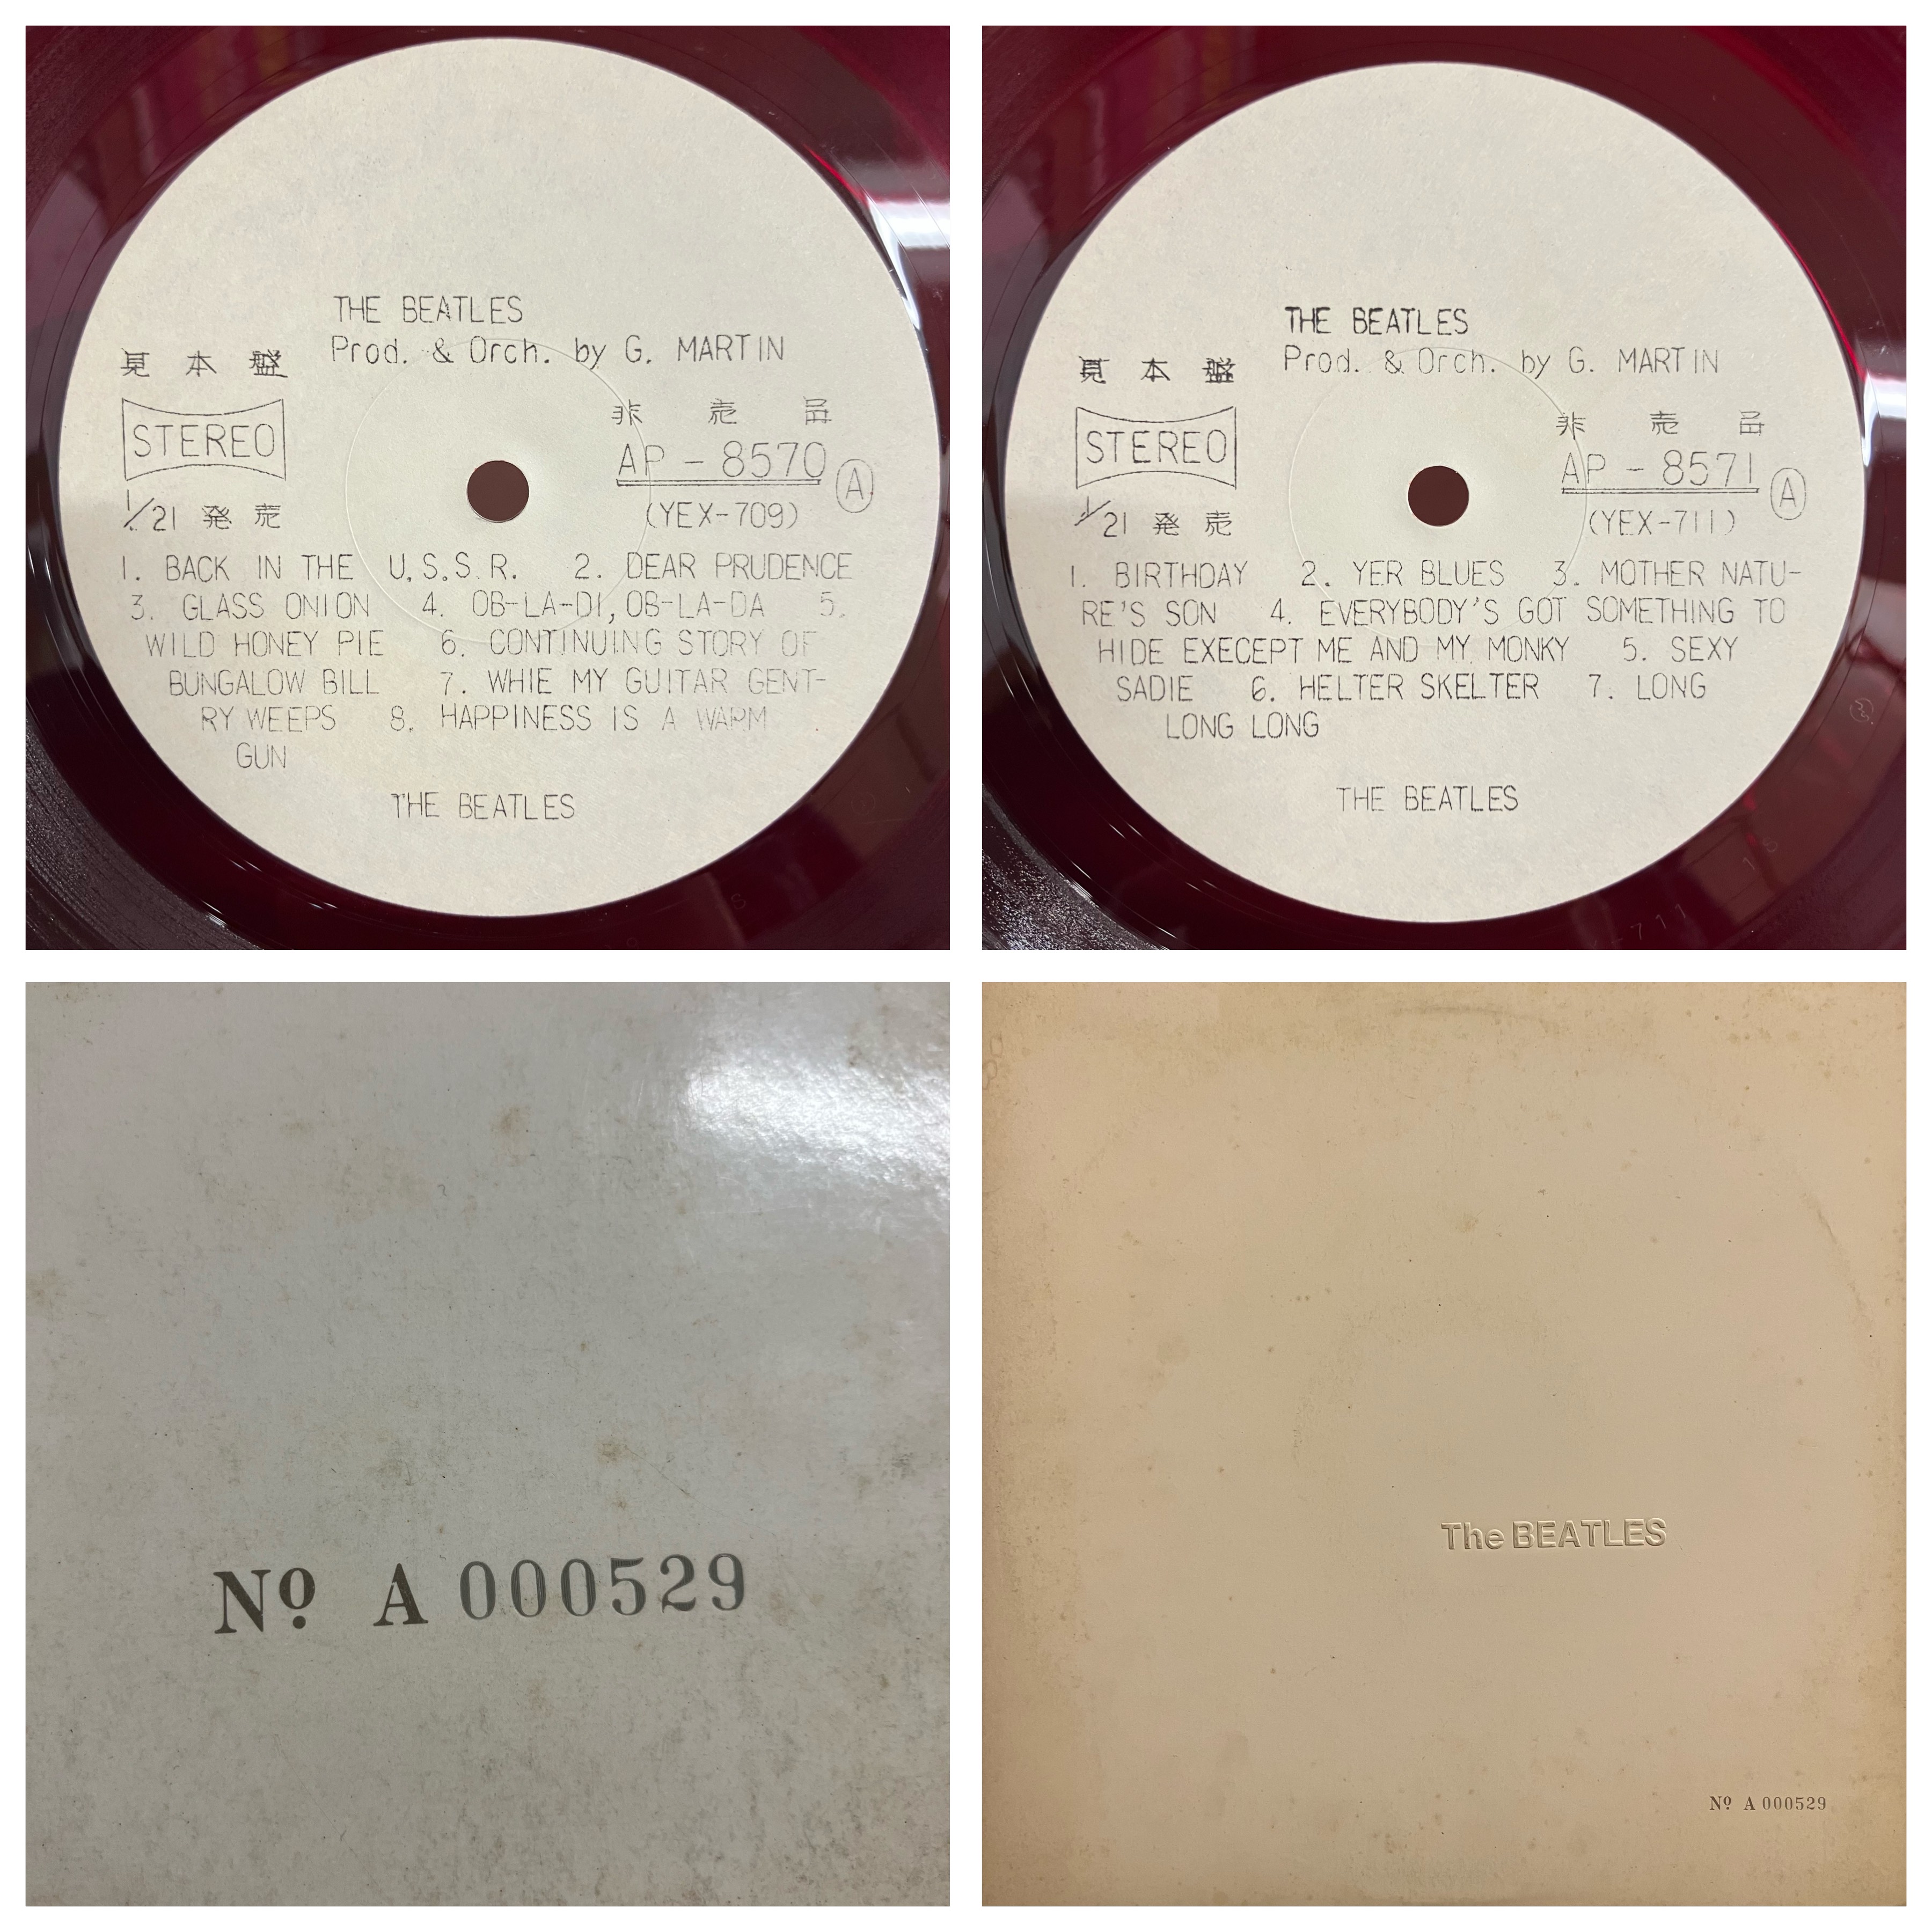 THE BEATLES
Prod. & Orch. by G. MARTIN
見本盤
非売品
STEREO
AP-8570 Ⓐ
(YEX-709)
1/21 発売
1. BACK IN THE U.S.S.R. 2. DEAR PRUDENCE
3. GLASS ONION 4. OB-LA-DI, OB-LA-DA 5.
WILD HONEY PIE 6. CONTINUING STORY OF
BUNGALOW BILL 7. WHIE MY GUITAR GENT-
RY WEEPS 8. HAPPINESS IS A WARM
GUN
THE BEATLES
THE BEATLES
Prod. & Orch. by G. MARTIN
見本盤
非売品
STEREO
AP-8571 Ⓐ
(YEX-711)
1/21 発売
1. BIRTHDAY 2. YER BLUES 3. MOTHER NATU-
RE'S SON 4. EVERYBODY'S GOT SOMETHING TO
HIDE EXECEPT ME AND MY MONKY 5. SEXY
SADIE 6. HELTER SKELTER 7. LONG
LONG LONG
THE BEATLES
Nº A 000529
The BEATLES
Nº A 000529